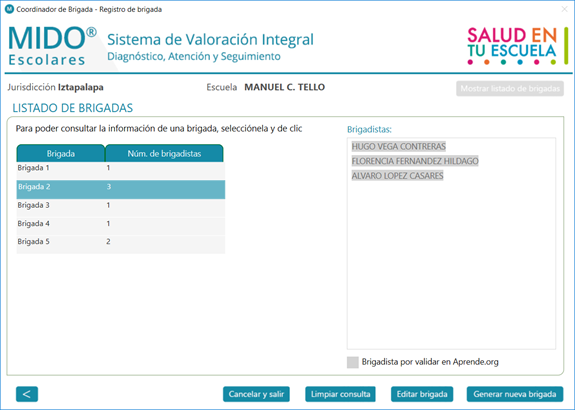 Coordinador de Brigada - Registro de brigada
MIDO®
Escolares
Sistema de Valoración Integral
Diagnóstico, Atención y Seguimiento
SALUD EN
TU ESCUELA
Jurisdicción Iztapalapa
Escuela MANUEL C. TELLO
Mostrar listado de brigadas
LISTADO DE BRIGADAS
Para poder consultar la información de una brigada, selecciónela y de clic
Brigadistas:
Brigada Núm. de brigadistas
Brigada 1 1
Brigada 2 3
Brigada 3 1
Brigada 4 1
Brigada 5 2
HUGO VEGA CONTRERAS
FLORENCIA FERNANDEZ HILDAGO
ALVARO LOPEZ CASARES
Brigadista por validar en Aprende.org
<
Cancelar y salir
Limpiar consulta
Editar brigada
Generar nueva brigada